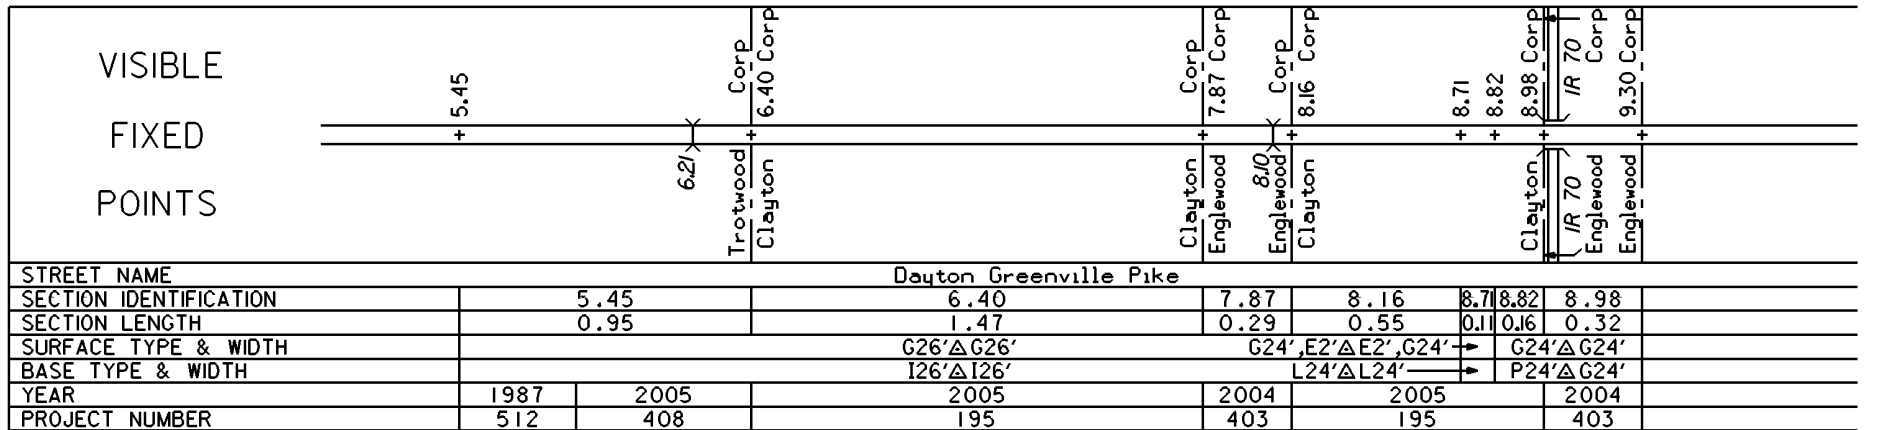 VISIBLE
FIXED
POINTS
5.45
6.21
Corp
6.40 Corp
Trotwood
Clayton
Corp
7.87 Corp
Clayton
Englewood
8.10
Corp
8.16 Corp
Englewood
Clayton
8.71
8.82
8.98 Corp
Clayton
IR 70
IR 70
Corp
Englewood
9.30 Corp
Englewood
STREET NAME Dayton Greenville Pike
SECTION IDENTIFICATION 5.45 6.40 7.87 8.16 8.71 8.82 8.98
SECTION LENGTH 0.95 1.47 0.29 0.55 0.11 0.16 0.32
SURFACE TYPE & WIDTH G26'△G26' G24',E2'△E2',G24'→ G24'△G24'
BASE TYPE & WIDTH I26'△I26' L24'△L24'→ P24'△G24'
YEAR 1987 2005 2005 2004 2005 2004
PROJECT NUMBER 512 408 195 403 195 403